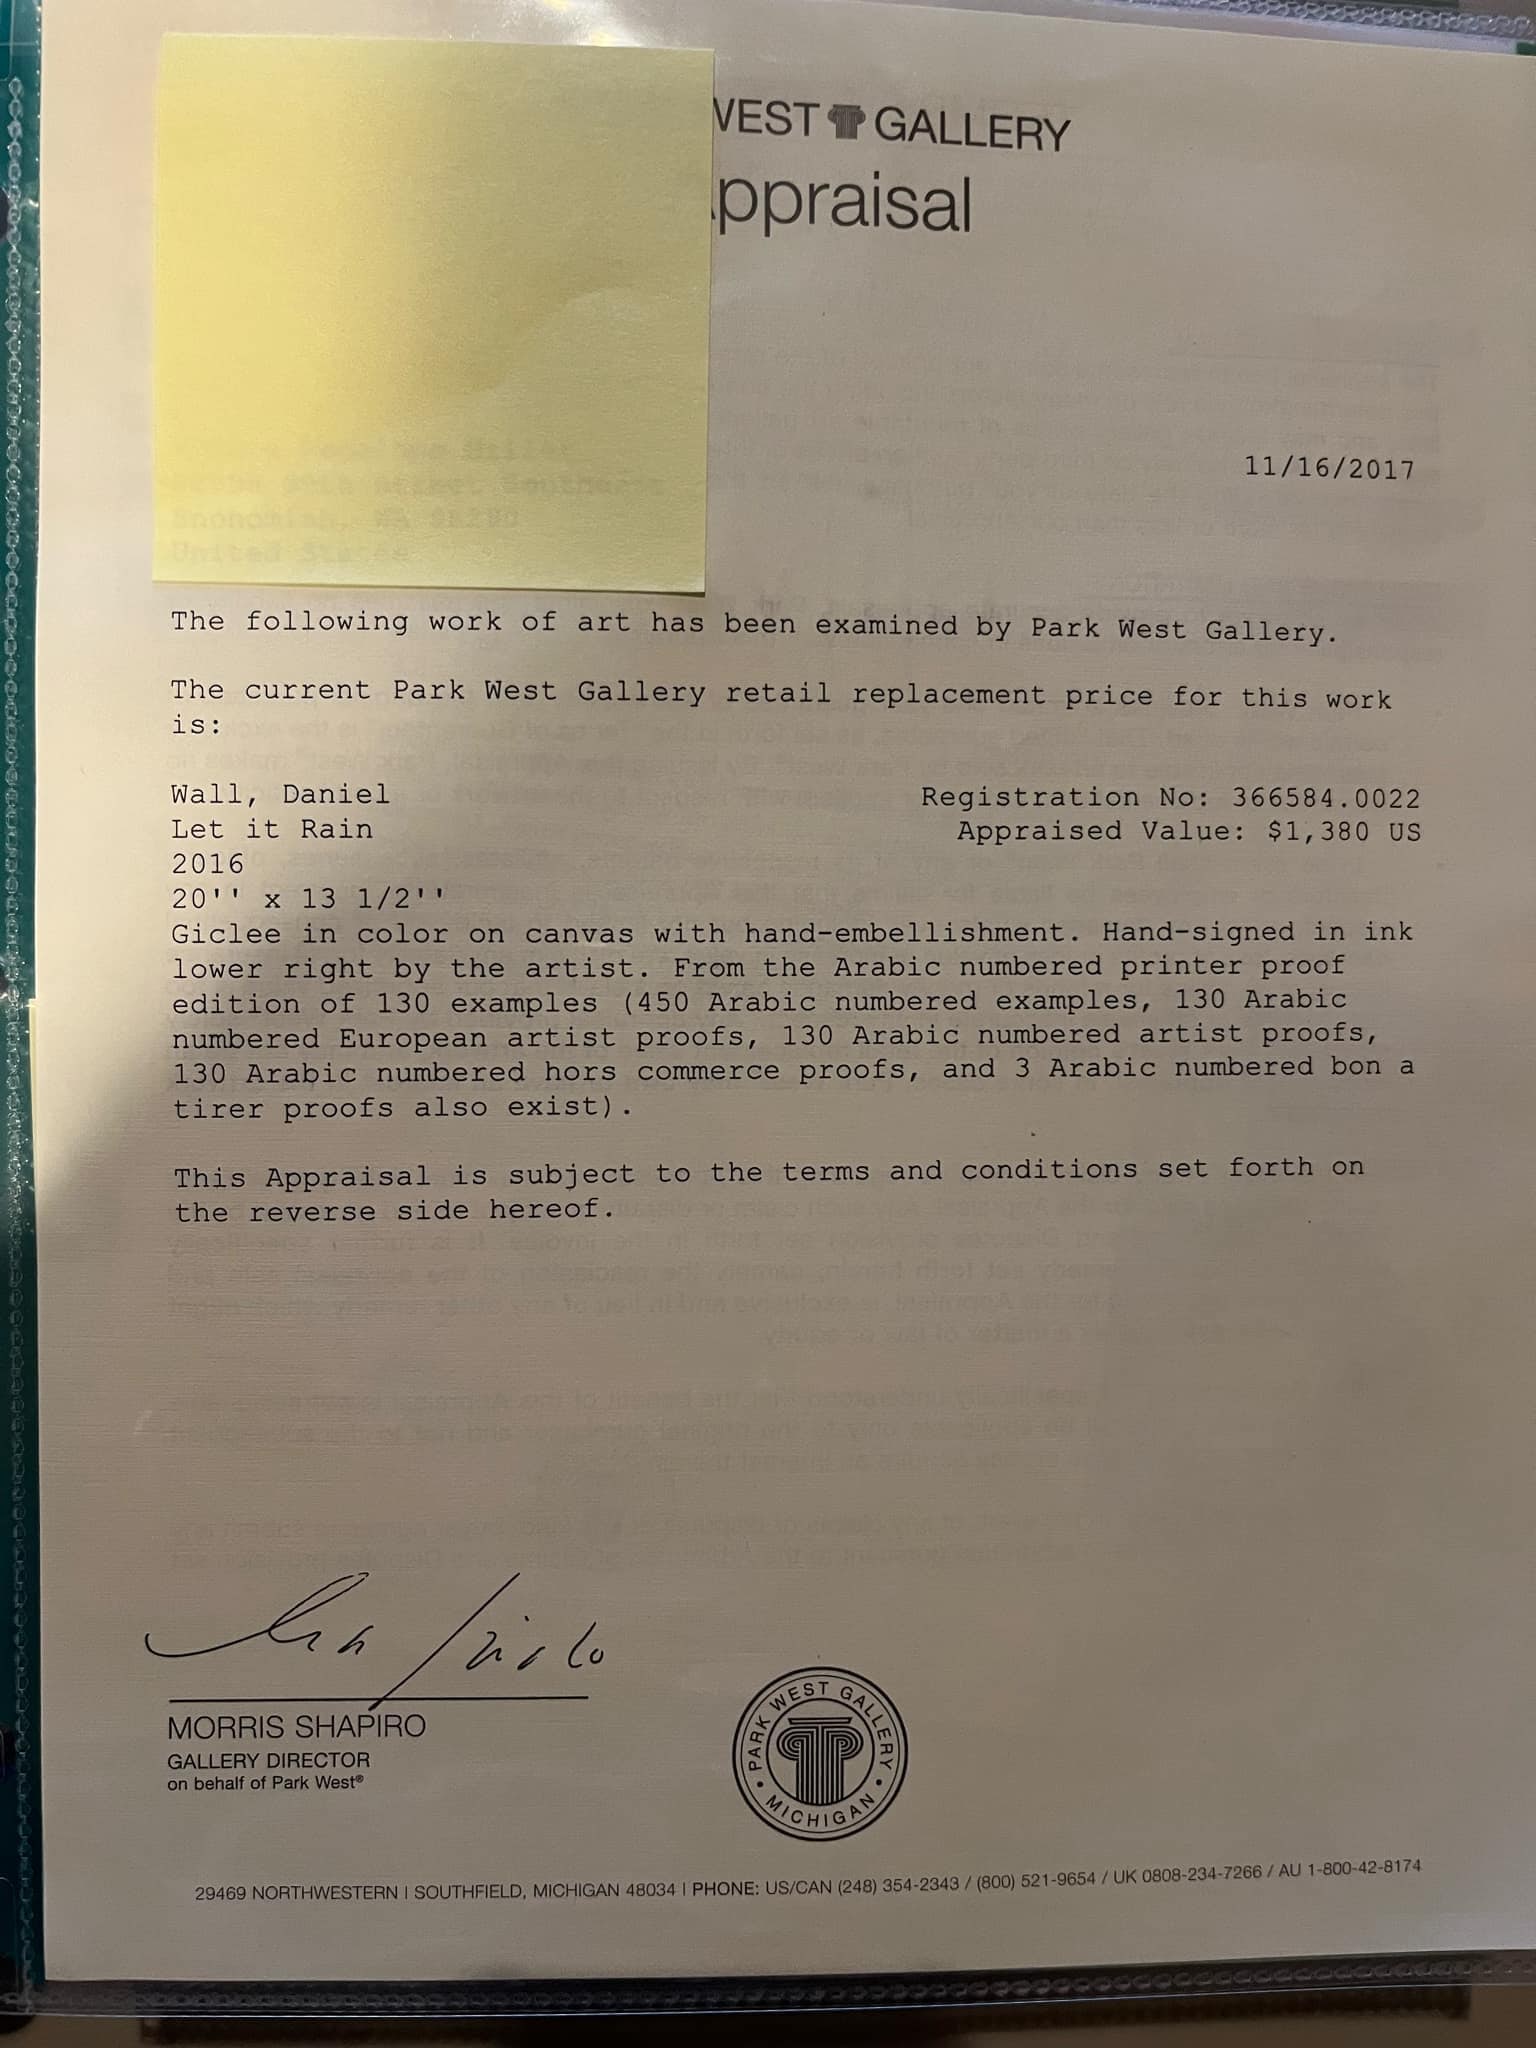 WEST GALLERY
Appraisal
11/16/2017
The following work of art has been examined by Park West Gallery.
The current Park West Gallery retail replacement price for this work
is:
Wall, Daniel Registration No: 366584.0022
Let it Rain Appraised Value: $1,380 US
2016
20'' x 13 1/2''
Giclee in color on canvas with hand-embellishment. Hand-signed in ink
lower right by the artist. From the Arabic numbered printer proof
edition of 130 examples (450 Arabic numbered examples, 130 Arabic
numbered European artist proofs, 130 Arabic numbered artist proofs,
130 Arabic numbered hors commerce proofs, and 3 Arabic numbered bon a
tirer proofs also exist).
This Appraisal is subject to the terms and conditions set forth on
the reverse side hereof.
MORRIS SHAPIRO
GALLERY DIRECTOR
on behalf of Park West®
PARK WEST GALLERY • MICHIGAN •
29469 NORTHWESTERN | SOUTHFIELD, MICHIGAN 48034 | PHONE: US/CAN (248) 354-2343 / (800) 521-9654 / UK 0808-234-7266 / AU 1-800-42-8174